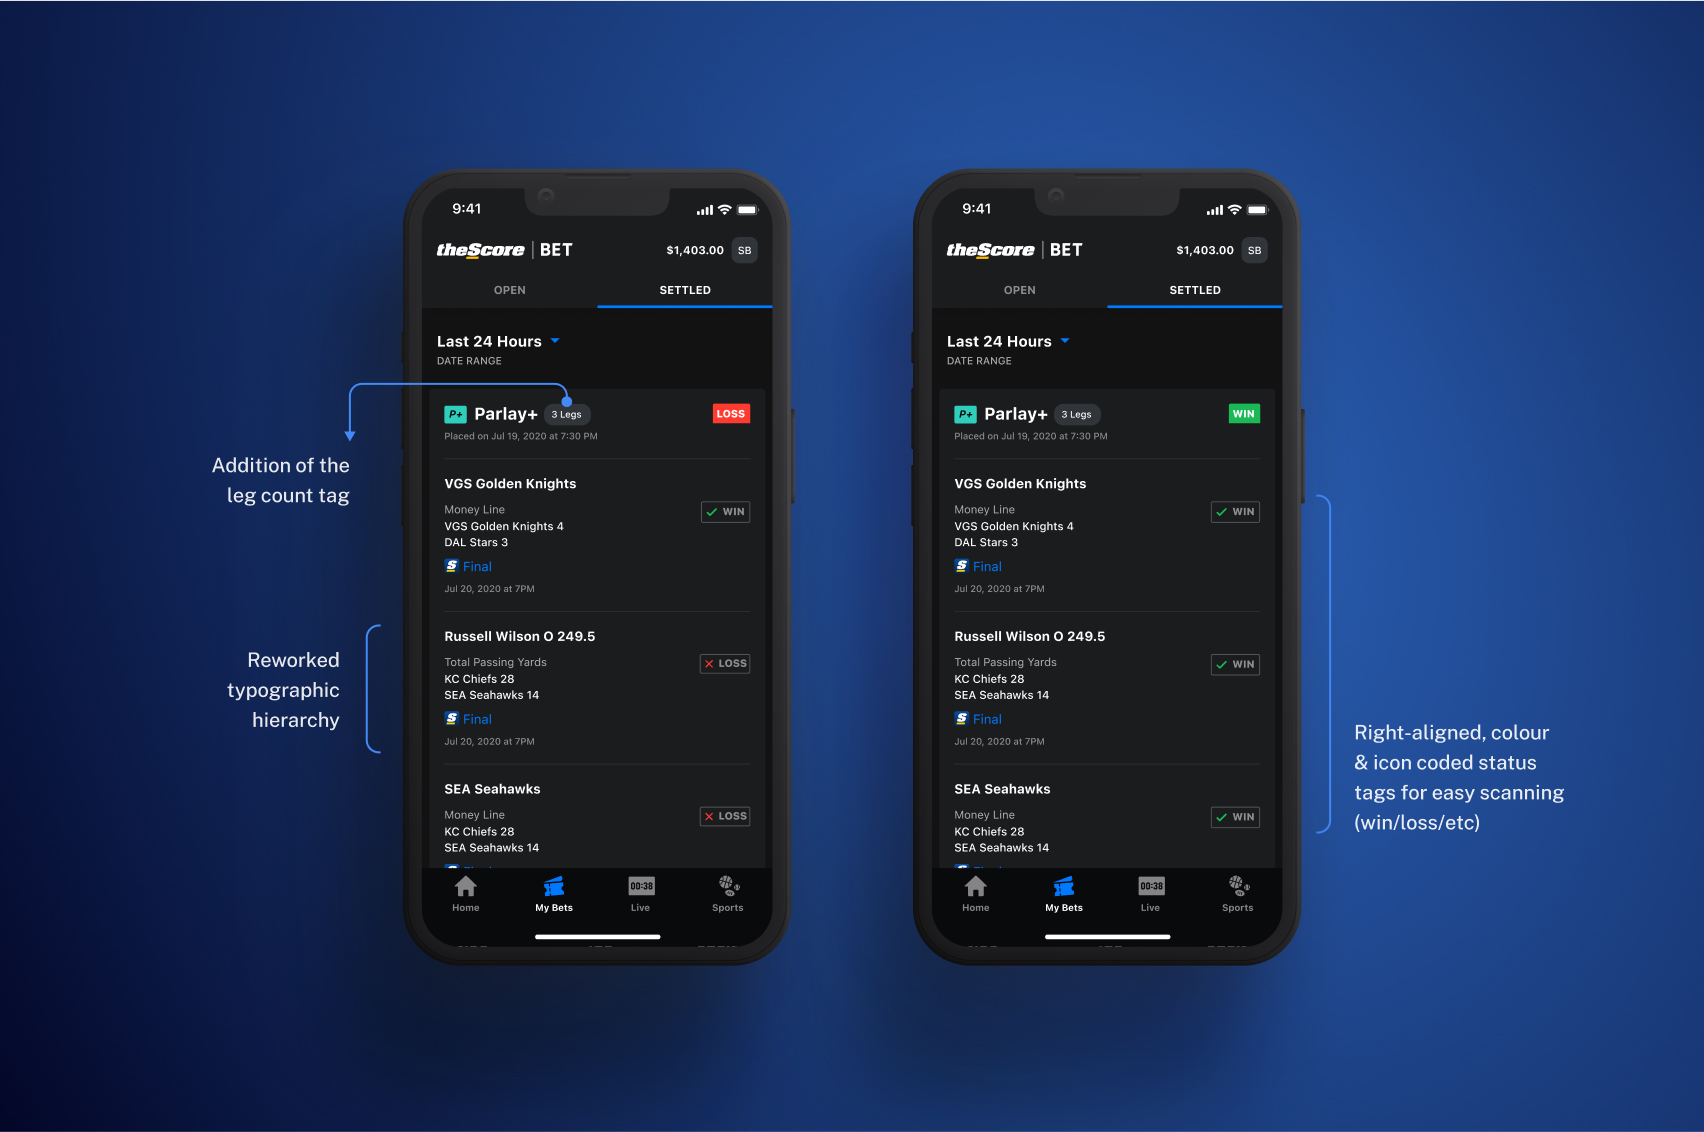 9:41
theScore BET
$1,403.00 SB
OPEN SETTLED
Last 24 Hours
DATE RANGE
P+ Parlay+ 3 Legs LOSS
Placed on Jul 19, 2020 at 7:30 PM
VGS Golden Knights
Money Line
WIN
VGS Golden Knights 4
DAL Stars 3
S Final
Jul 20, 2020 at 7PM
Russell Wilson O 249.5
Total Passing Yards
LOSS
KC Chiefs 28
SEA Seahawks 14
S Final
Jul 20, 2020 at 7PM
SEA Seahawks
Money Line
LOSS
KC Chiefs 28
SEA Seahawks 14
00:38
Home My Bets Live Sports
Addition of the
leg count tag
Reworked
typographic
hierarchy
9:41
theScore BET
$1,403.00 SB
OPEN SETTLED
Last 24 Hours
DATE RANGE
P+ Parlay+ 3 Legs WIN
Placed on Jul 19, 2020 at 7:30 PM
VGS Golden Knights
Money Line
WIN
VGS Golden Knights 4
DAL Stars 3
S Final
Jul 20, 2020 at 7PM
Russell Wilson O 249.5
Total Passing Yards
WIN
KC Chiefs 28
SEA Seahawks 14
S Final
Jul 20, 2020 at 7PM
SEA Seahawks
Money Line
WIN
KC Chiefs 28
SEA Seahawks 14
00:38
Home My Bets Live Sports
Right-aligned, colour
& icon coded status
tags for easy scanning
(win/loss/etc)